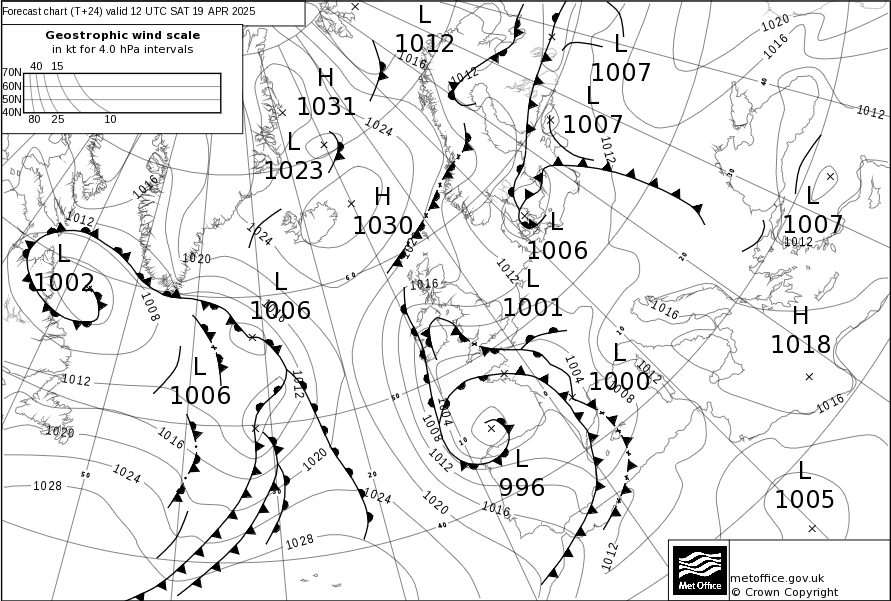 Forecast chart (T+24) valid 12 UTC SAT 19 APR 2025
Geostrophic wind scale
in kt for 4.0 hPa intervals
40 15
70N
60N
50N
40N
80 25 10
L
1012
L
1007
1020
1016
1016
1012
H
1031
L
1007
1012
40
1024
L
1023
1012
1016
30
H
1030
L
1007
1012
1012
1024
L
1006
1020
20
L
1002
60
1012
L
1001
L
1006
1016
1008
1016
H
1018
10
L
1006
L
1000
1004
1012
1008
1012
1012
0
50
1004
1016
1008
1020
1016
10
L
996
1012
1020
L
1005
1024
50
20
1028
30
1024
1020
1016
40
1028
1012
Met Office
metoffice.gov.uk
© Crown Copyright